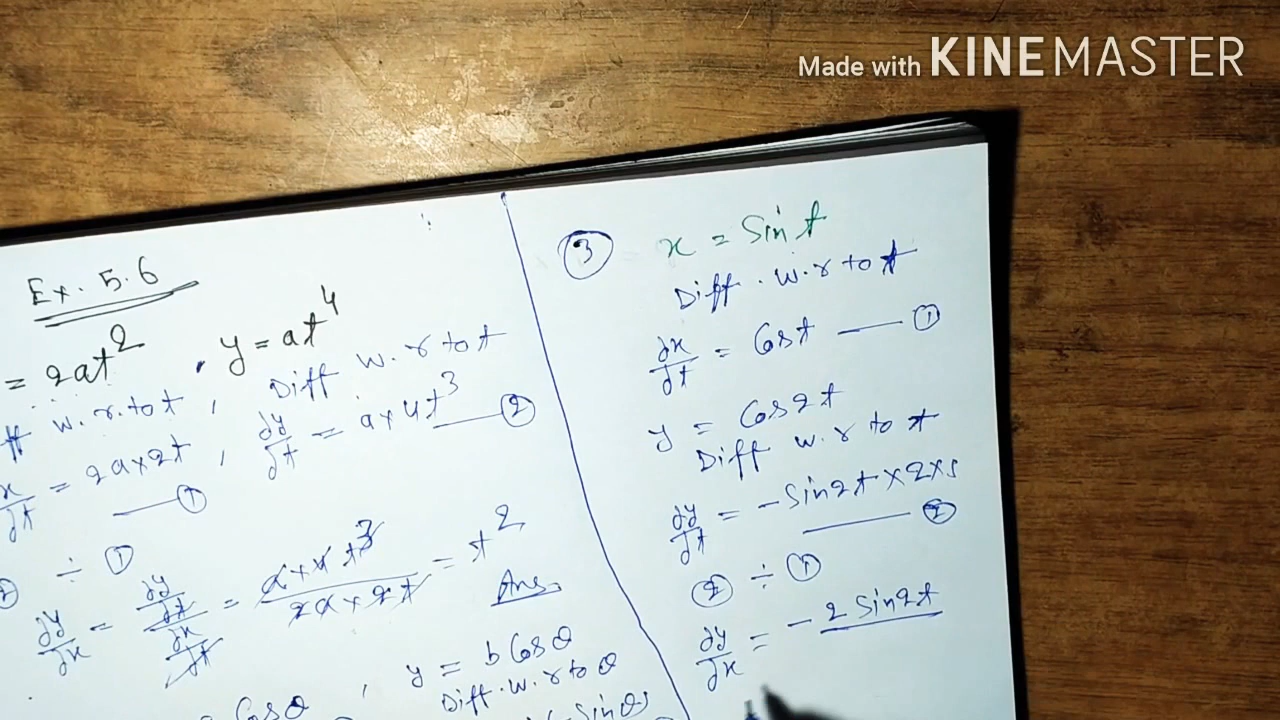 Made with KINEMASTER
Ex. 5.6
= 2at², y = at⁴
w.r.to t, Diff w.r to t
= 2a×2t, dy/dt = a×4t³ — ②
— ①
② ÷ ①
dy/dx = (dy/dt)/(dx/dt) = (a×4t³)/(2a×2t) = t²
Ans
Cosθ, y = b Cosθ
Diff. w.r to θ
③ x = Sin t
Diff. w.r to t
dx/dt = Cos t — ①
y = Cos 2t
Diff w.r to t
dy/dt = - Sin 2t × 2×1
— ②
② ÷ ①
dy/dx = - 2 Sin 2t